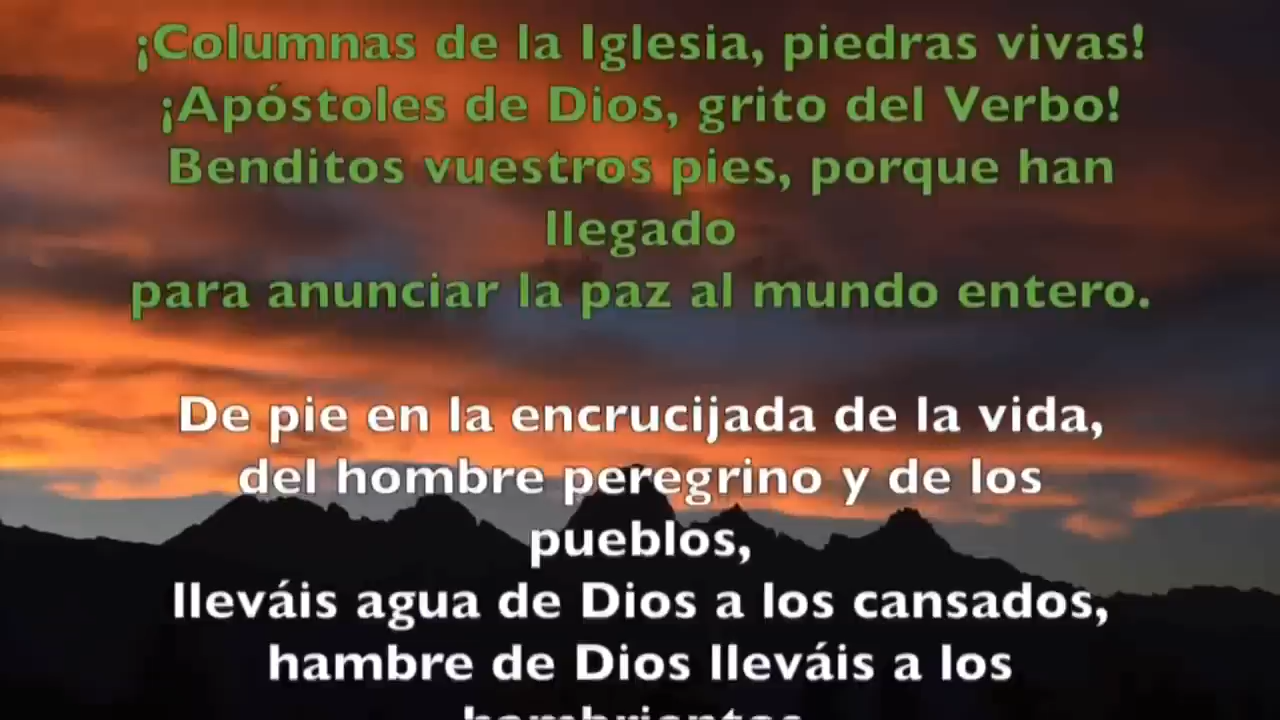 ¡Columnas de la Iglesia, piedras vivas!
¡Apóstoles de Dios, grito del Verbo!
Benditos vuestros pies, porque han
llegado
para anunciar la paz al mundo entero.
De pie en la encrucijada de la vida,
del hombre peregrino y de los
pueblos,
lleváis agua de Dios a los cansados,
hambre de Dios lleváis a los
hambrientos.